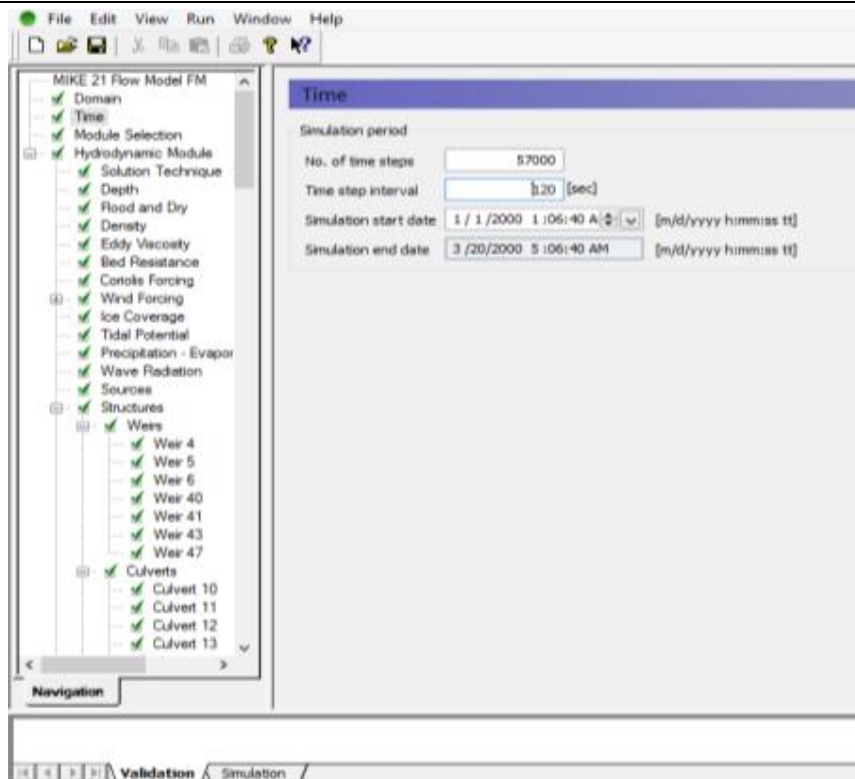 File Edit View Run Window Help
MIKE 21 Flow Model FM
Domain
Time
Module Selection
Hydrodynamic Module
Solution Technique
Depth
Flood and Dry
Density
Eddy Viscosity
Bed Resistance
Coriolis Forcing
Wind Forcing
Ice Coverage
Tidal Potential
Precipitation - Evapor
Wave Radiation
Sources
Structures
Weirs
Weir 4
Weir 5
Weir 6
Weir 40
Weir 41
Weir 43
Weir 47
Culverts
Culvert 10
Culvert 11
Culvert 12
Culvert 13
Navigation
Time
Simulation period
No. of time steps 57000
Time step interval 120 [sec]
Simulation start date 1 / 1 /2000 1 :06: 40 A [m/d/yyyy h:mm:ss tt]
Simulation end date 3 /20/2000 5 :06: 40 AM [m/d/yyyy h:mm:ss tt]
Validation Simulation